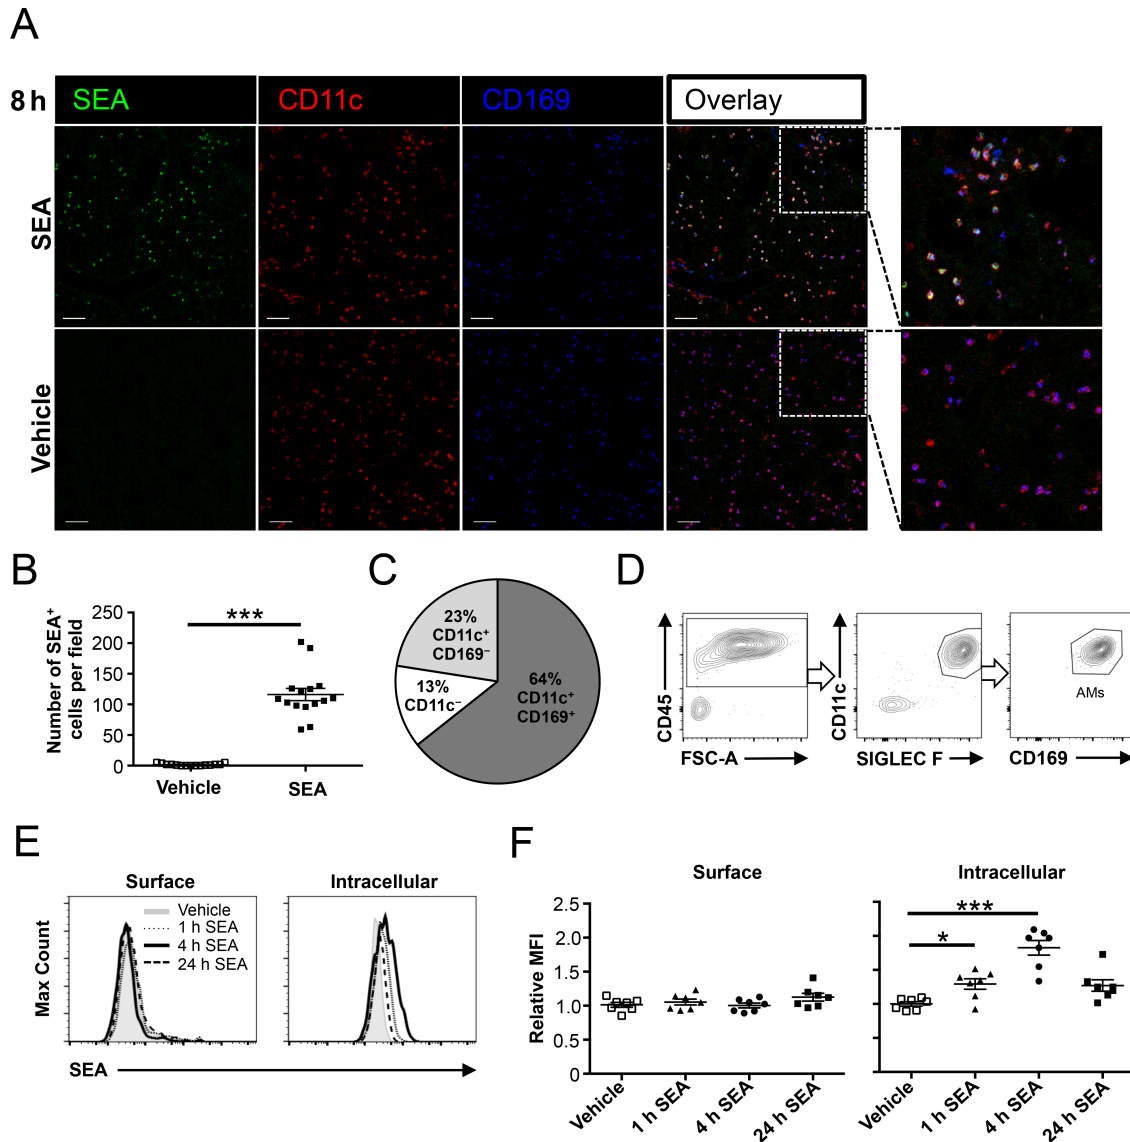 A
8 h
SEA
CD11c
CD169
Overlay
SEA
Vehicle
B
Number of SEA⁺
cells per field
250
200
150
100
50
0
***
Vehicle
SEA
C
23%
CD11c⁺
CD169⁻
13%
CD11c⁻
64%
CD11c⁺
CD169⁺
D
CD45
FSC-A
CD11c
SIGLEC F
AMs
CD169
E
Surface
Intracellular
Max Count
Vehicle
1 h SEA
4 h SEA
24 h SEA
SEA
F
Surface
Intracellular
Relative MFI
2.5
2.0
1.5
1.0
0.5
0
***
*
Vehicle
1 h SEA
4 h SEA
24 h SEA
Vehicle
1 h SEA
4 h SEA
24 h SEA